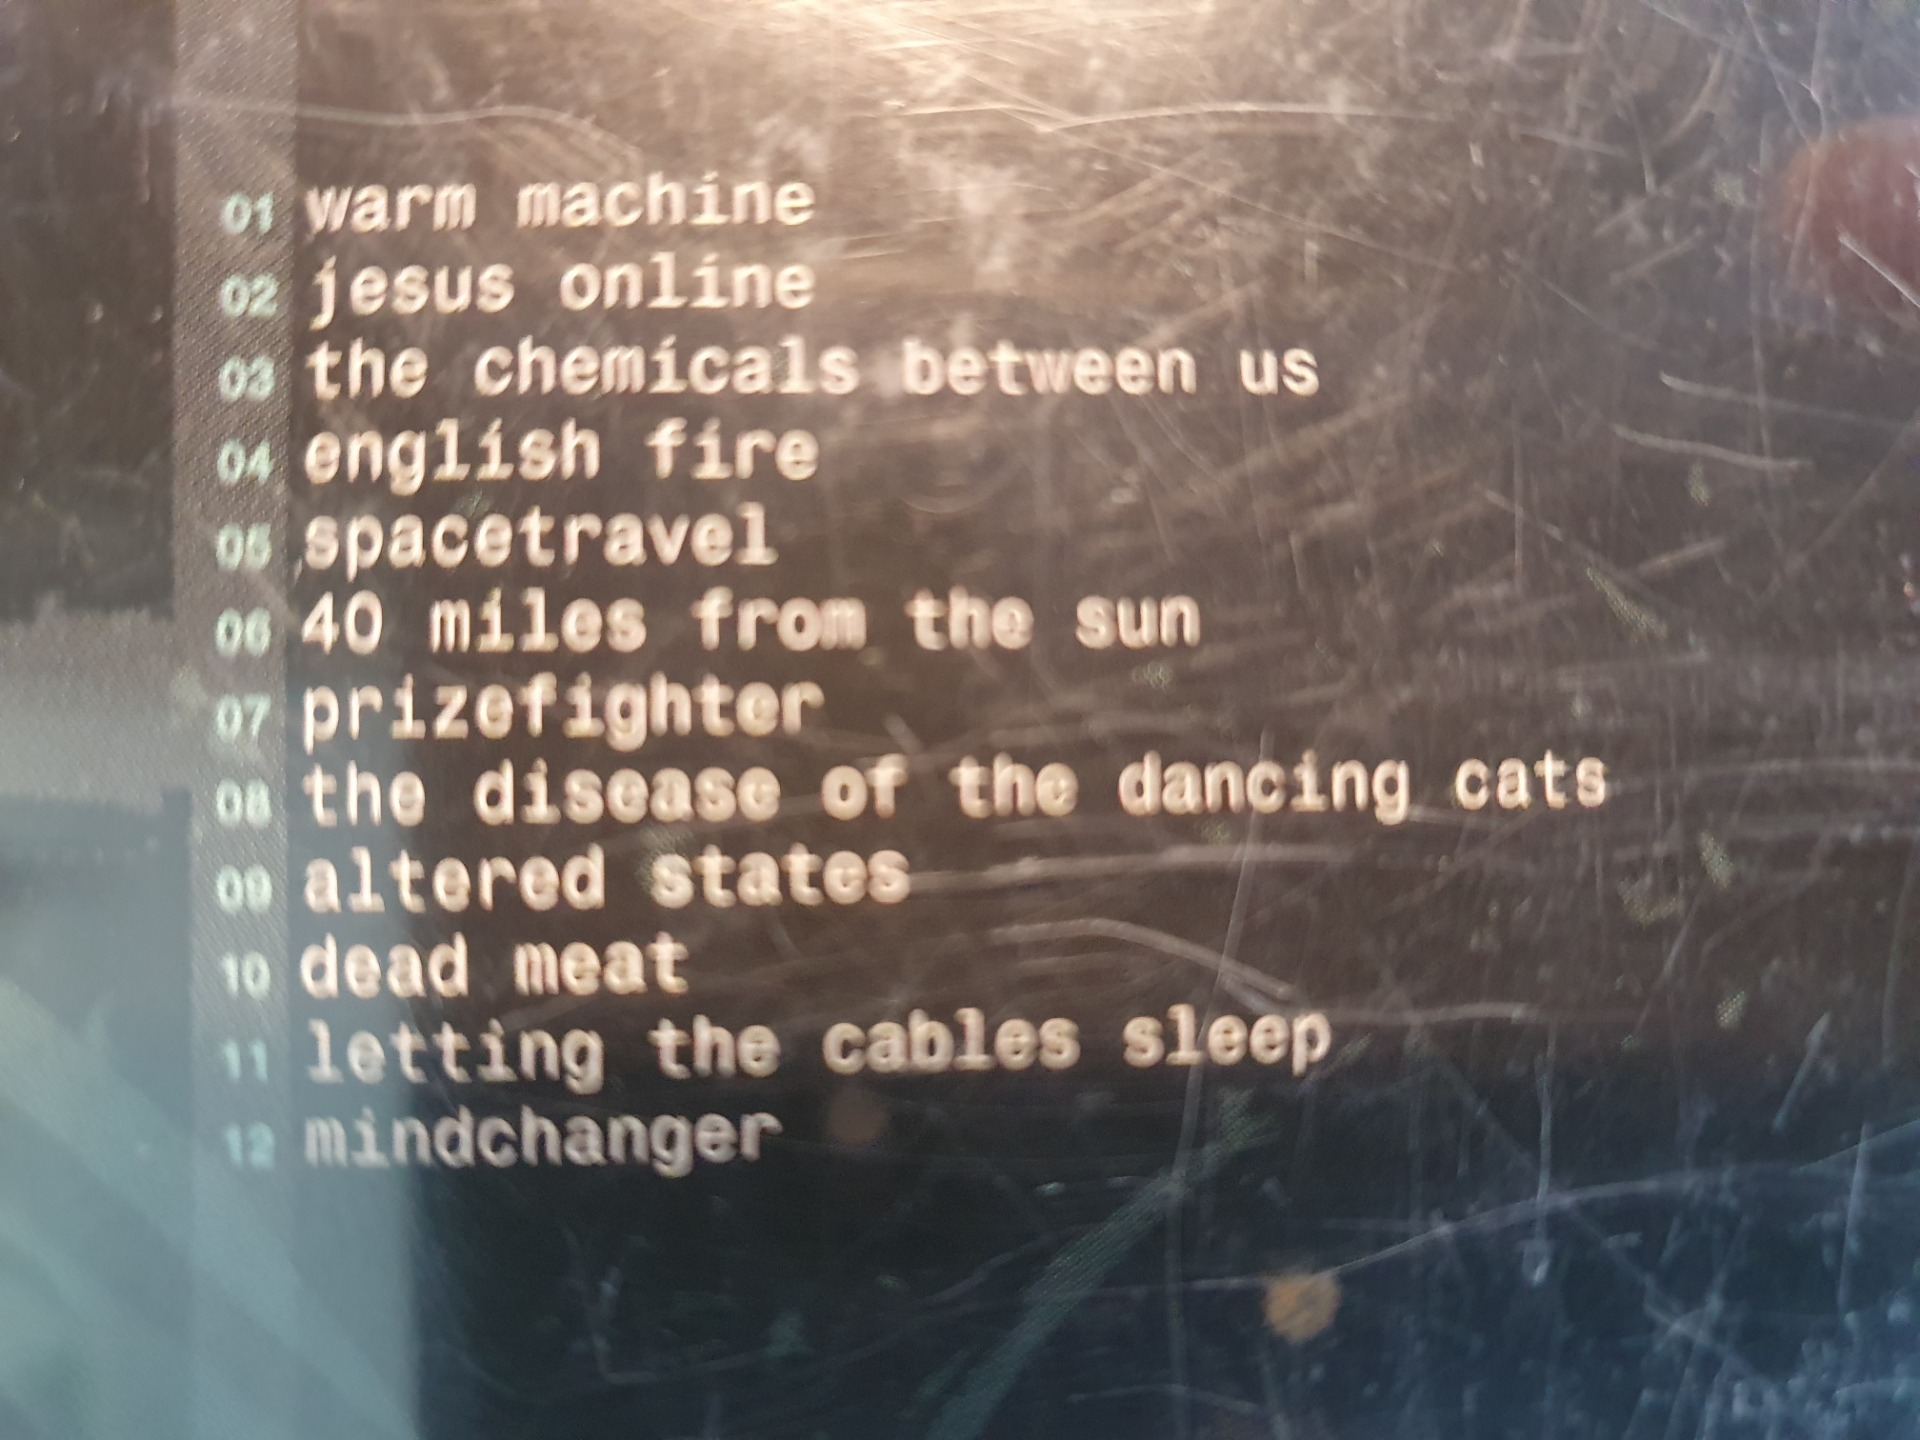 01 warm machine
02 jesus online
03 the chemicals between us
04 english fire
05 spacetravel
06 40 miles from the sun
07 prizefighter
08 the disease of the dancing cats
09 altered states
10 dead meat
11 letting the cables sleep
12 mindchanger